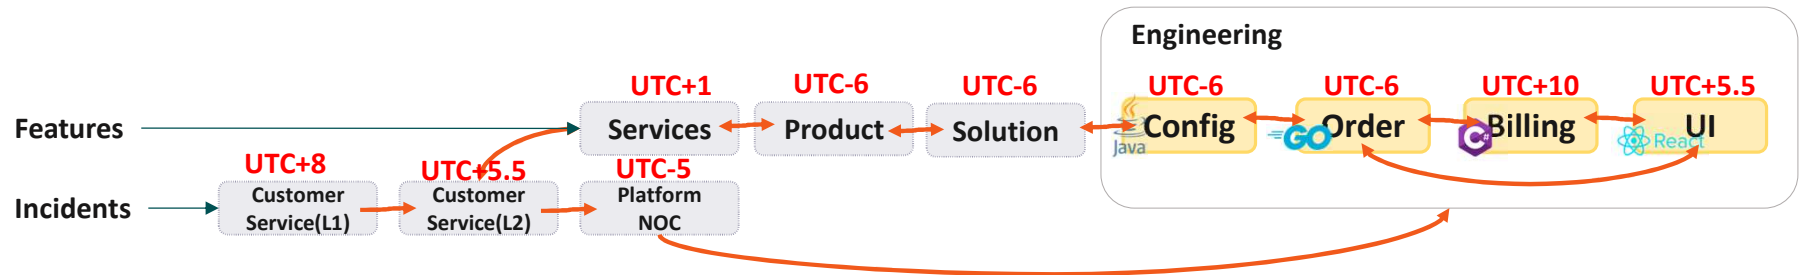 Engineering
UTC+1
UTC-6
UTC-6
UTC-6
UTC-6
UTC+10
UTC+5.5
Features
Services
Product
Solution
Java
Config
GO
Order
C#
Billing
React
UI
UTC+8
UTC+5.5
UTC-5
Incidents
Customer
Service(L1)
Customer
Service(L2)
Platform
NOC